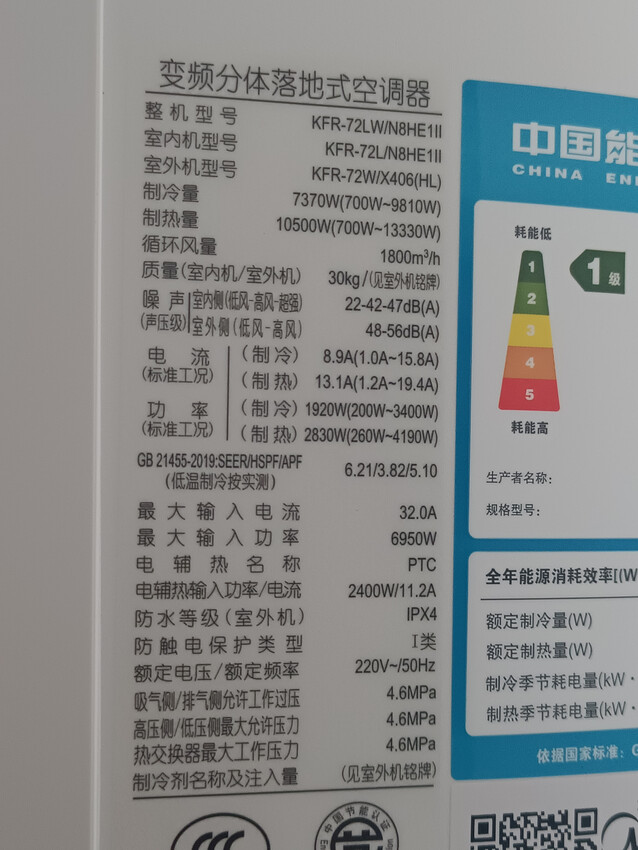 变频分体落地式空调器
整机型号 KFR-72LW/N8HE1II
室内机型号 KFR-72L/N8HE1II
室外机型号 KFR-72W/X406(HL)
制冷量 7370W(700W~9810W)
制热量 10500W(700W~13330W)
循环风量 1800m³/h
质量(室内机/室外机) 30kg/(见室外机铭牌)
噪声 室内侧(低风-高风-超强) 22-42-47dB(A)
(声压级) 室外侧(低风-高风) 48-56dB(A)
电流 (制冷) 8.9A(1.0A~15.8A)
(标准工况) (制热) 13.1A(1.2A~19.4A)
功率 (制冷) 1920W(200W~3400W)
(标准工况) (制热) 2830W(260W~4190W)
GB 21455-2019:SEER/HSPF/APF 6.21/3.82/5.10
(低温制冷按实测)
最大输入电流 32.0A
最大输入功率 6950W
电辅热名称 PTC
电辅热输入功率/电流 2400W/11.2A
防水等级(室外机) IPX4
防触电保护类型 I类
额定电压/额定频率 220V~/50Hz
吸气侧/排气侧允许工作过压 4.6MPa
高压侧/低压侧最大允许压力 4.6MPa
热交换器最大工作压力 4.6MPa
制冷剂名称及注入量 (见室外机铭牌)
CCC
中国节能认证
中国能
CHINA ENE
耗能低
1
2
3
4
5
1级
耗能高
生产者名称:
规格型号:
全年能源消耗效率[(W
额定制冷量(W)
额定制热量(W)
制冷季节耗电量(kW·
制热季节耗电量(kW·
依据国家标准: G